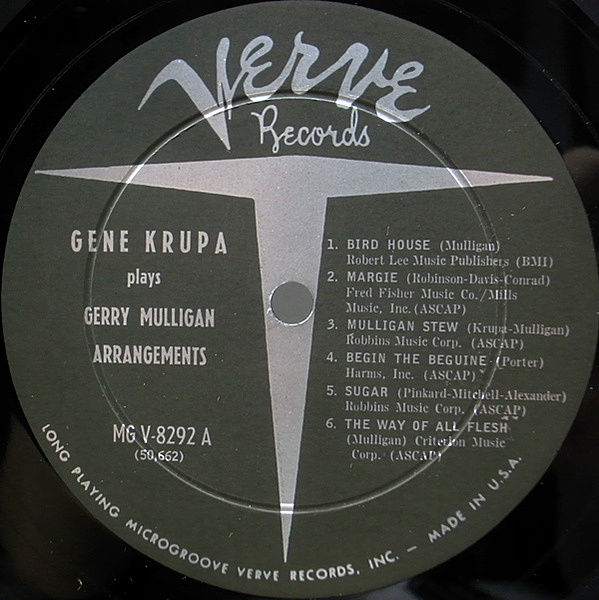 Verve
Records
GENE KRUPA
plays
GERRY MULLIGAN
ARRANGEMENTS
MG V-8292 A
(50,662)
1. BIRD HOUSE (Mulligan)
Robert Lee Music Publishers (BMI)
2. MARGIE (Robinson-Davis-Conrad)
Fred Fisher Music Co./Mills
Music, Inc. (ASCAP)
3. MULLIGAN STEW (Krupa-Mulligan)
Robbins Music Corp. (ASCAP)
4. BEGIN THE BEGUINE (Porter)
Harms, Inc. (ASCAP)
5. SUGAR (Pinkard-Mitchell-Alexander)
Robbins Music Corp. (ASCAP)
6. THE WAY OF ALL FLESH
(Mulligan) Criterion Music
Corp. (ASCAP)
LONG PLAYING MICROGROOVE VERVE RECORDS, INC. — MADE IN U.S.A.